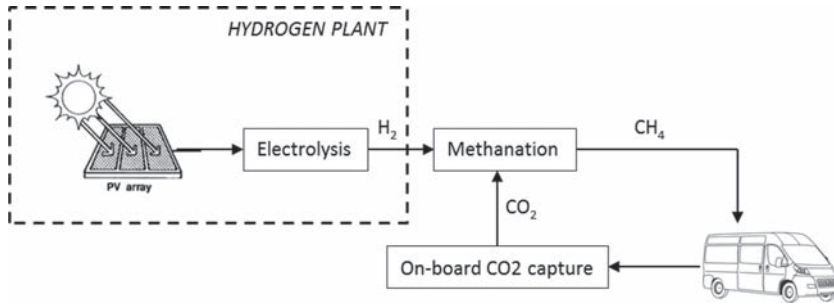 HYDROGEN PLANT
PV array
Electrolysis
H₂
Methanation
CH₄
CO₂
On-board CO2 capture